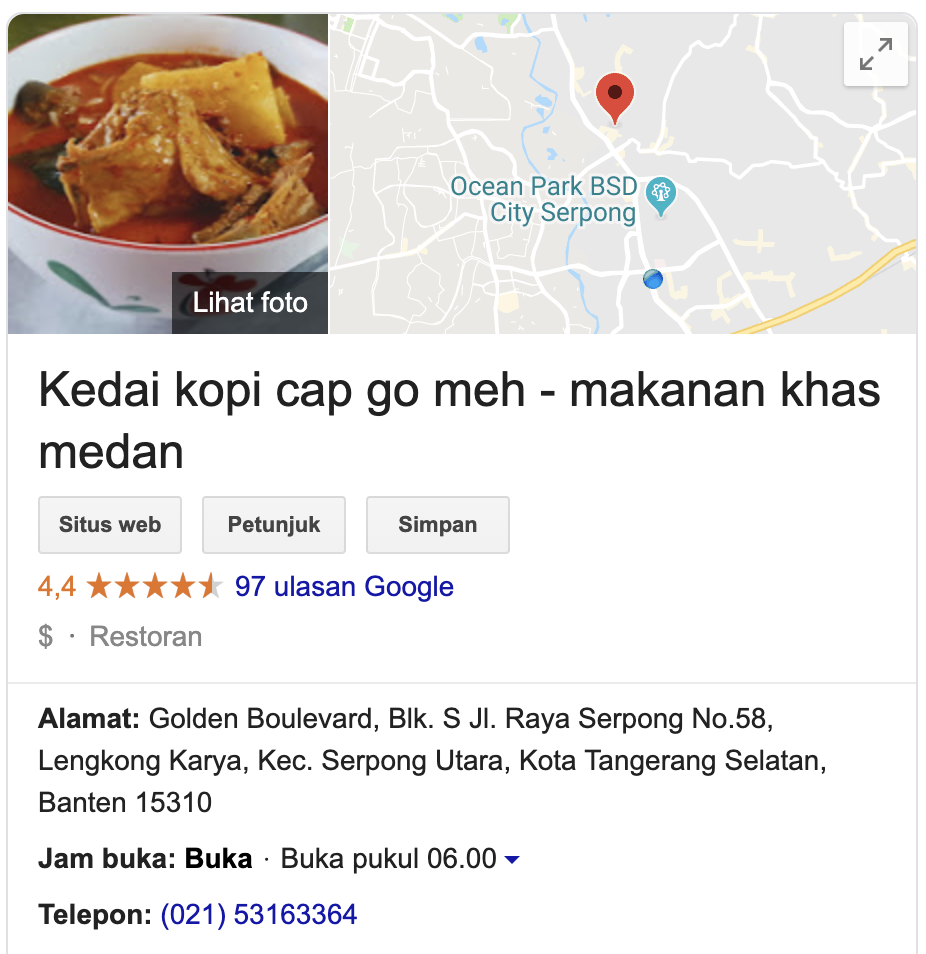 Lihat foto
Ocean Park BSD
City Serpong
Kedai kopi cap go meh - makanan khas
medan
Situs web
Petunjuk
Simpan
4,4 97 ulasan Google
$ · Restoran
Alamat: Golden Boulevard, Blk. S Jl. Raya Serpong No.58,
Lengkong Karya, Kec. Serpong Utara, Kota Tangerang Selatan,
Banten 15310
Jam buka: Buka · Buka pukul 06.00
Telepon: (021) 53163364